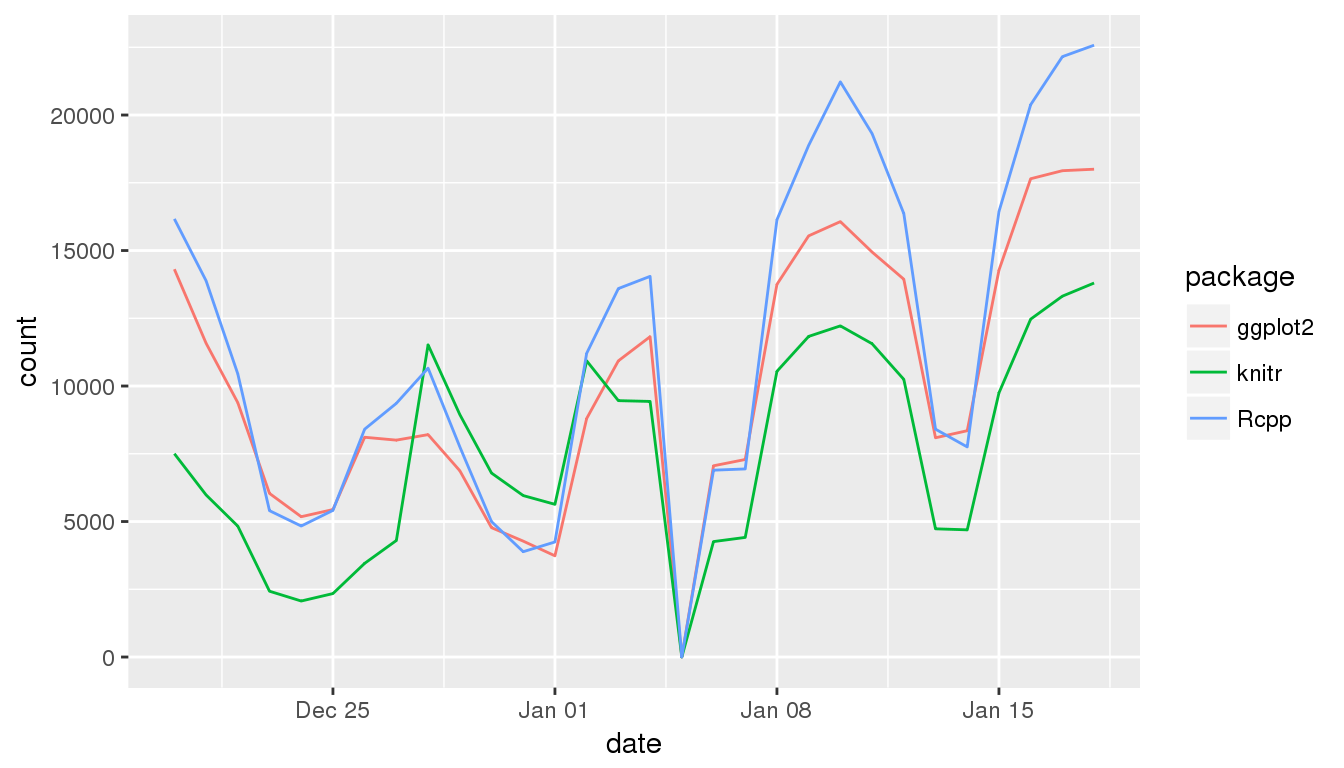 count
20000
15000
10000
5000
0
Dec 25
Jan 01
Jan 08
Jan 15
date
package
ggplot2
knitr
Rcpp